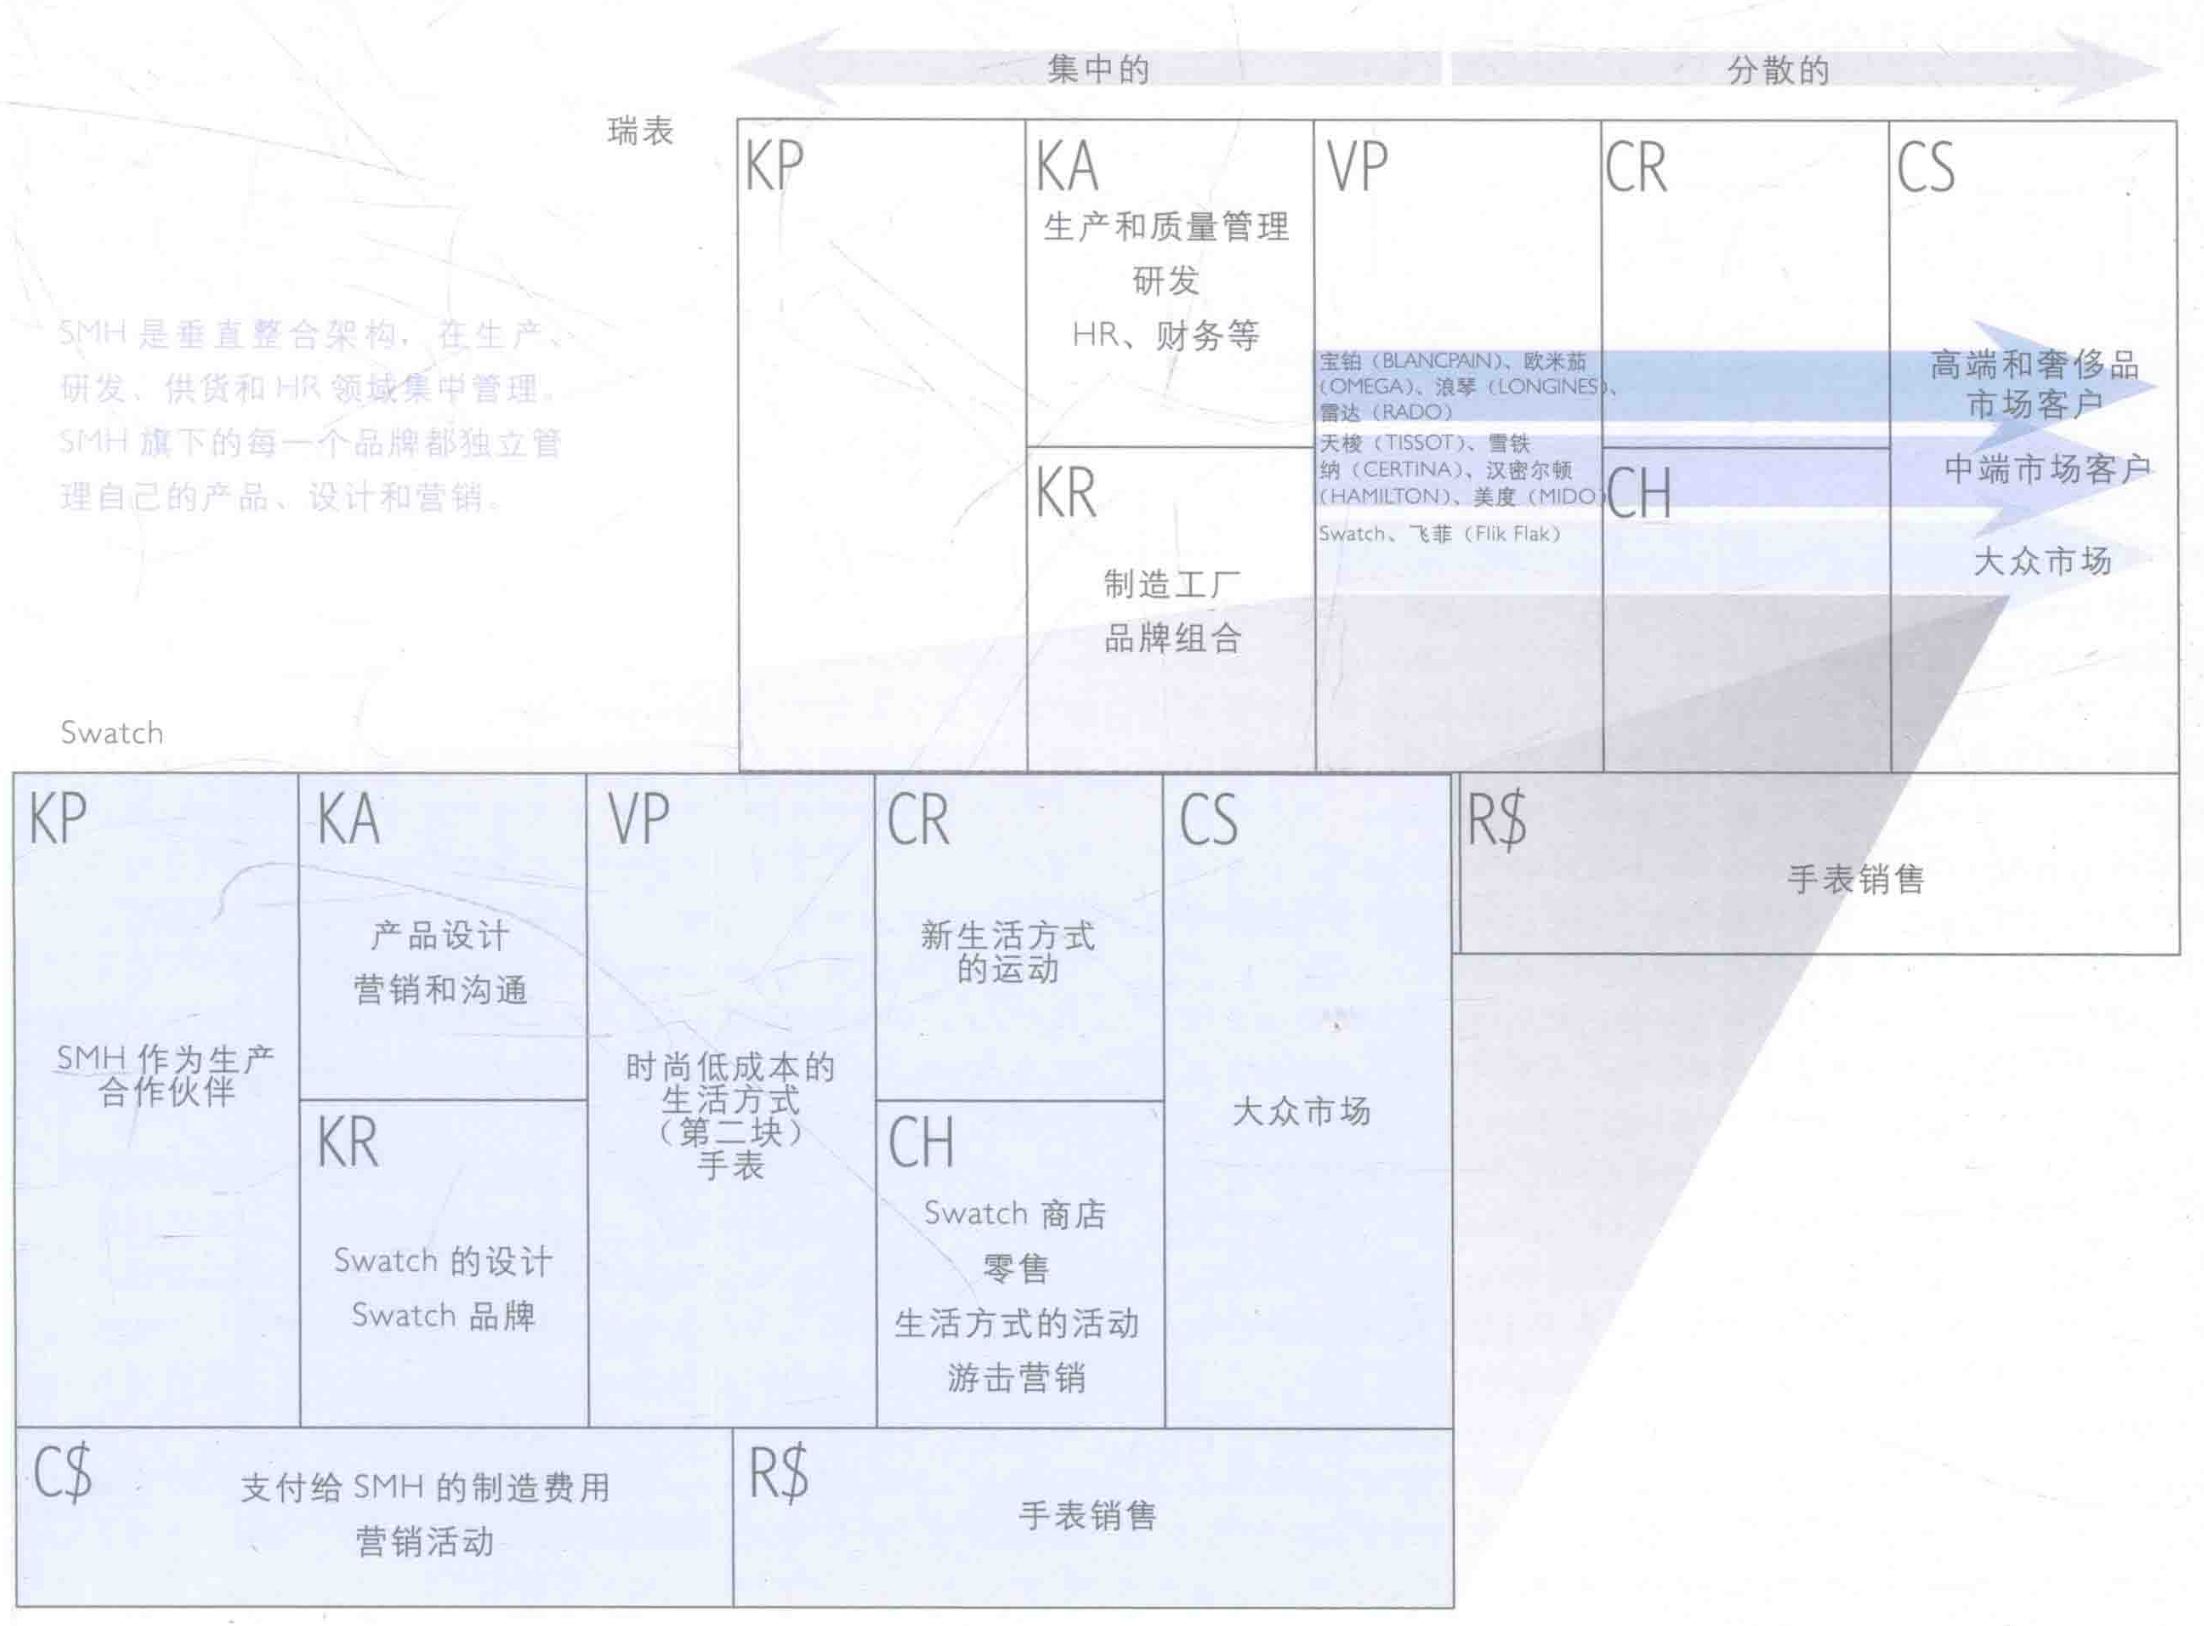 集中的
分散的
瑞表
KP
KA
生产和质量管理
研发
HR、财务等
KR
制造工厂
品牌组合
VP
宝铂（BLANCPAIN）、欧米茄
（OMEGA）、浪琴（LONGINES）、
雷达（RADO）
天梭（TISSOT）、雪铁
纳（CERTINA）、汉密尔顿
（HAMILTON）、美度（MIDO）
Swatch、飞菲（Flik Flak）
CR
CH
CS
高端和奢侈品
市场客户
中端市场客户
大众市场
R$
手表销售
SMH 是垂直整合架构，在生产、
研发、供货和 HR 领域集中管理。
SMH 旗下的每一个品牌都独立管
理自己的产品、设计和营销。
Swatch
KP
SMH 作为生产
合作伙伴
KA
产品设计
营销和沟通
KR
Swatch 的设计
Swatch 品牌
VP
时尚低成本的
生活方式
（第二块）
手表
CR
新生活方式
的运动
CH
Swatch 商店
零售
生活方式的活动
游击营销
CS
大众市场
C$
支付给 SMH 的制造费用
营销活动
R$
手表销售